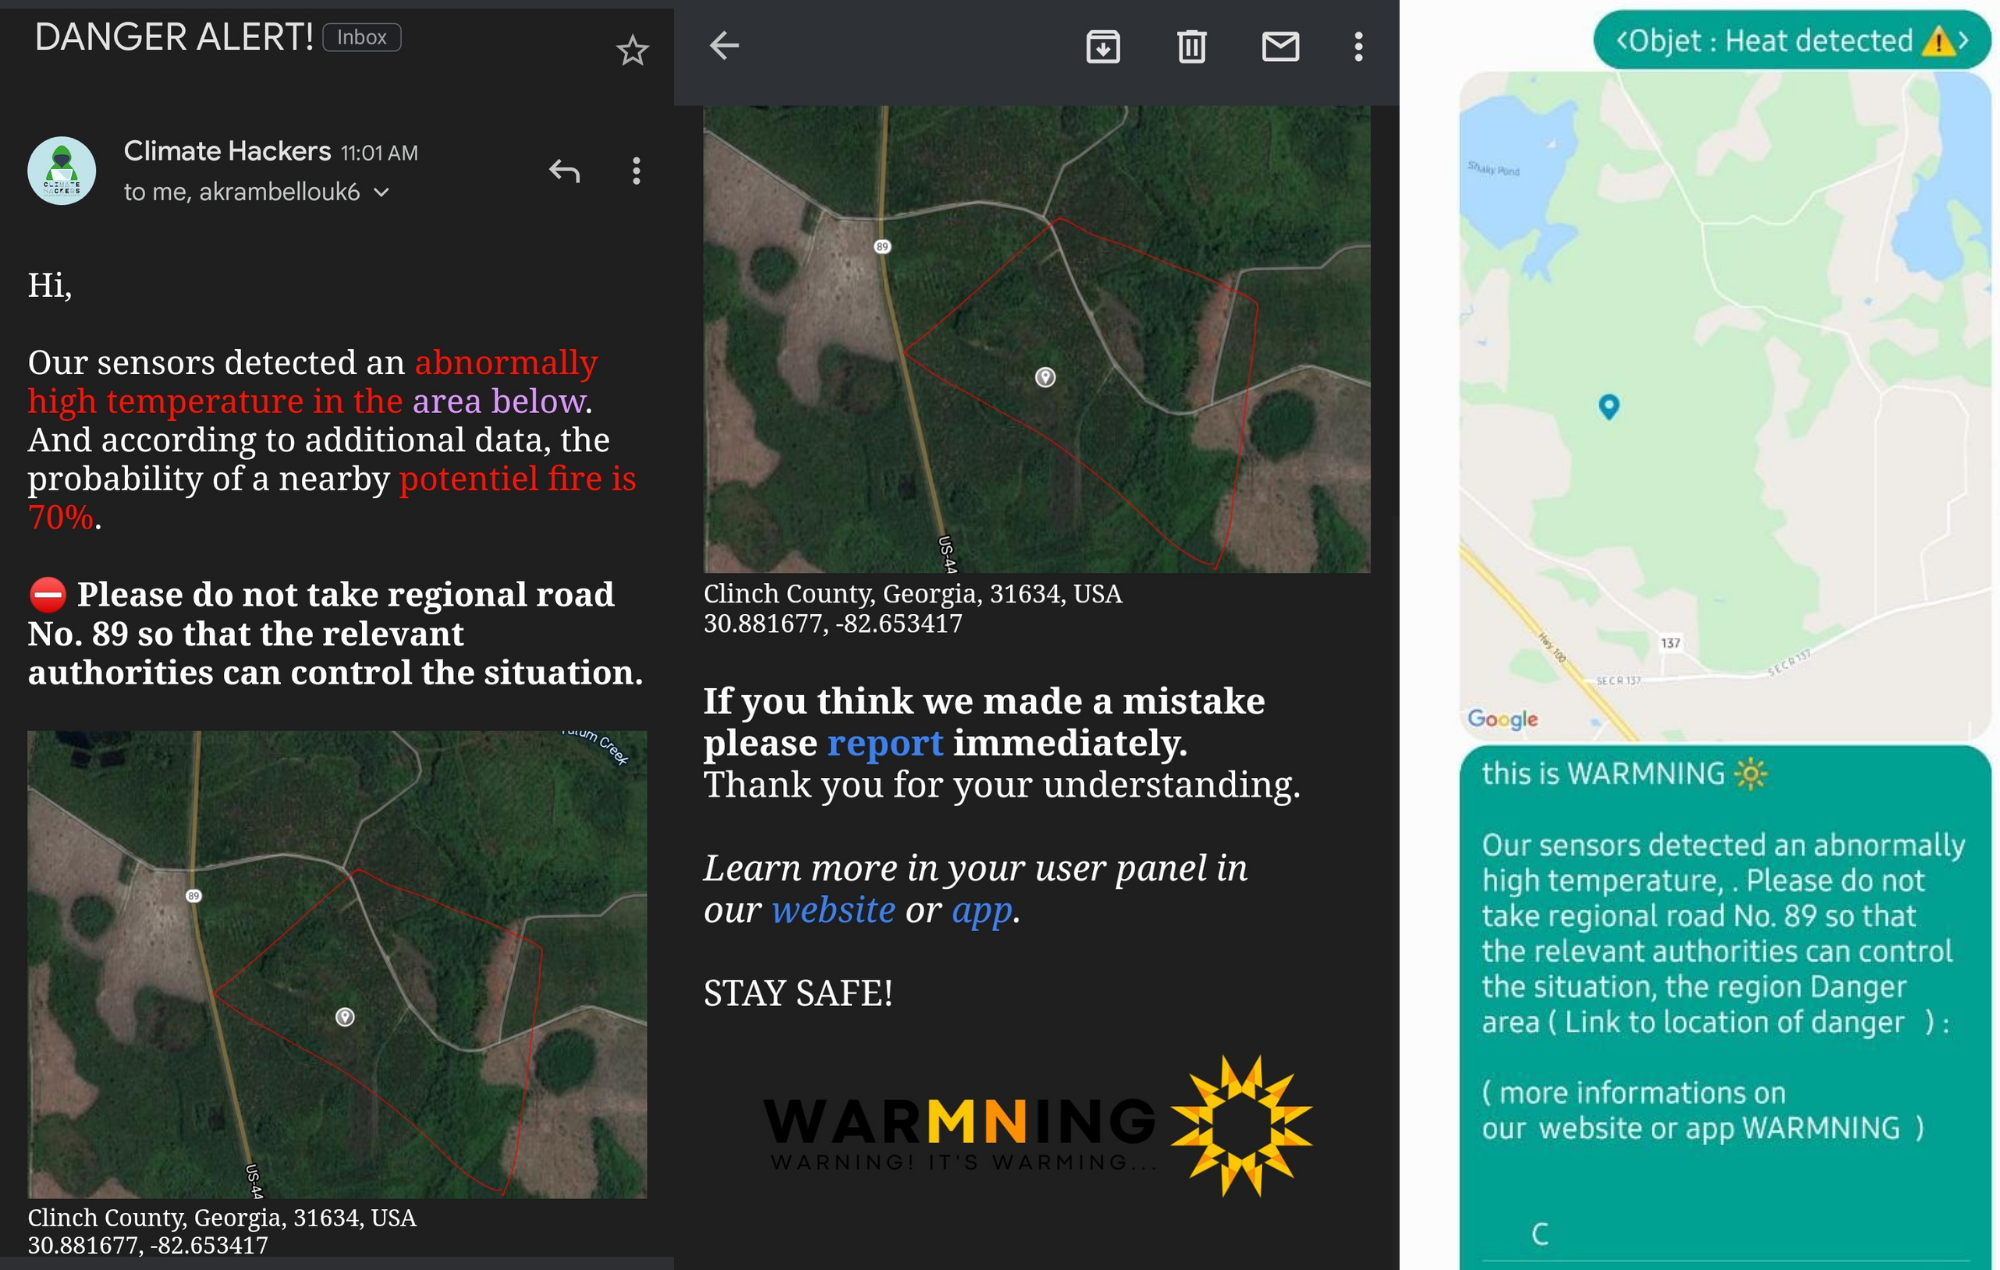 DANGER ALERT! Inbox
Climate Hackers 11:01 AM
to me, akrambellouk6
CLIMATE
HACKERS
Hi,
Our sensors detected an abnormally
high temperature in the area below.
And according to additional data, the
probability of a nearby potentiel fire is
70%.
⛔ Please do not take regional road
No. 89 so that the relevant
authorities can control the situation.
Tatum Creek
89
US-44
Clinch County, Georgia, 31634, USA
30.881677, -82.653417
89
US-44
Clinch County, Georgia, 31634, USA
30.881677, -82.653417
If you think we made a mistake
please report immediately.
Thank you for your understanding.
Learn more in your user panel in
our website or app.
STAY SAFE!
WARMNING
WARNING! IT'S WARMING...
<Objet : Heat detected ⚠️>
Shaky Pond
137
Hwy 100
SE C R 137
SE C R 137
Google
this is WARMNING 🔆
Our sensors detected an abnormally
high temperature, . Please do not
take regional road No. 89 so that
the relevant authorities can control
the situation, the region Danger
area ( Link to location of danger ) :
( more informations on
our website or app WARMNING )
C